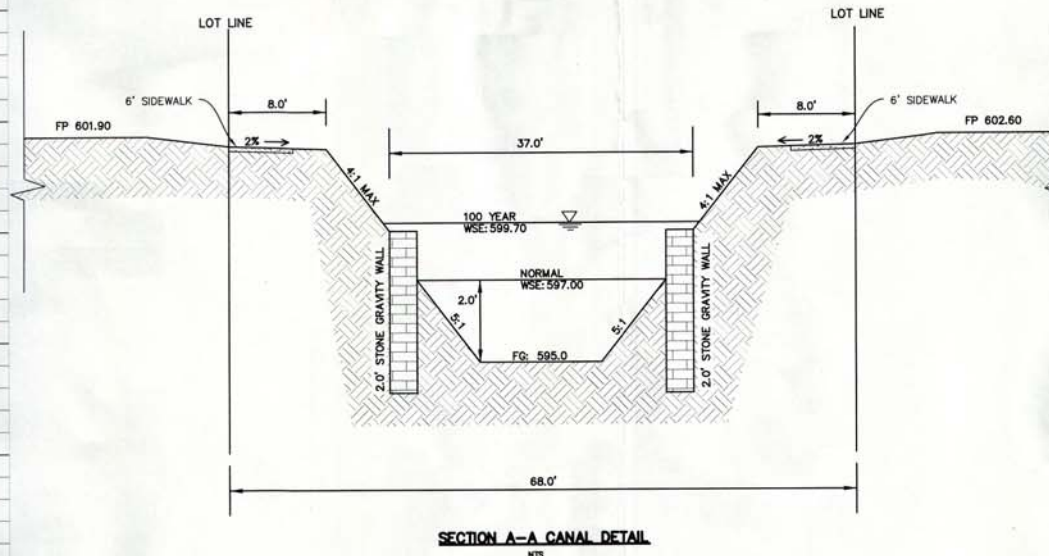 LOT LINE
LOT LINE
6' SIDEWALK
8.0'
8.0'
6' SIDEWALK
FP 601.90
FP 602.60
2%
37.0'
2%
4:1 MAX
4:1 MAX
100 YEAR
WSE: 599.70
2.0' STONE GRAVITY WALL
NORMAL
WSE: 597.00
2.0'
5:1
5:1
FG: 595.0
2.0' STONE GRAVITY WALL
68.0'
SECTION A-A CANAL DETAIL
NTS